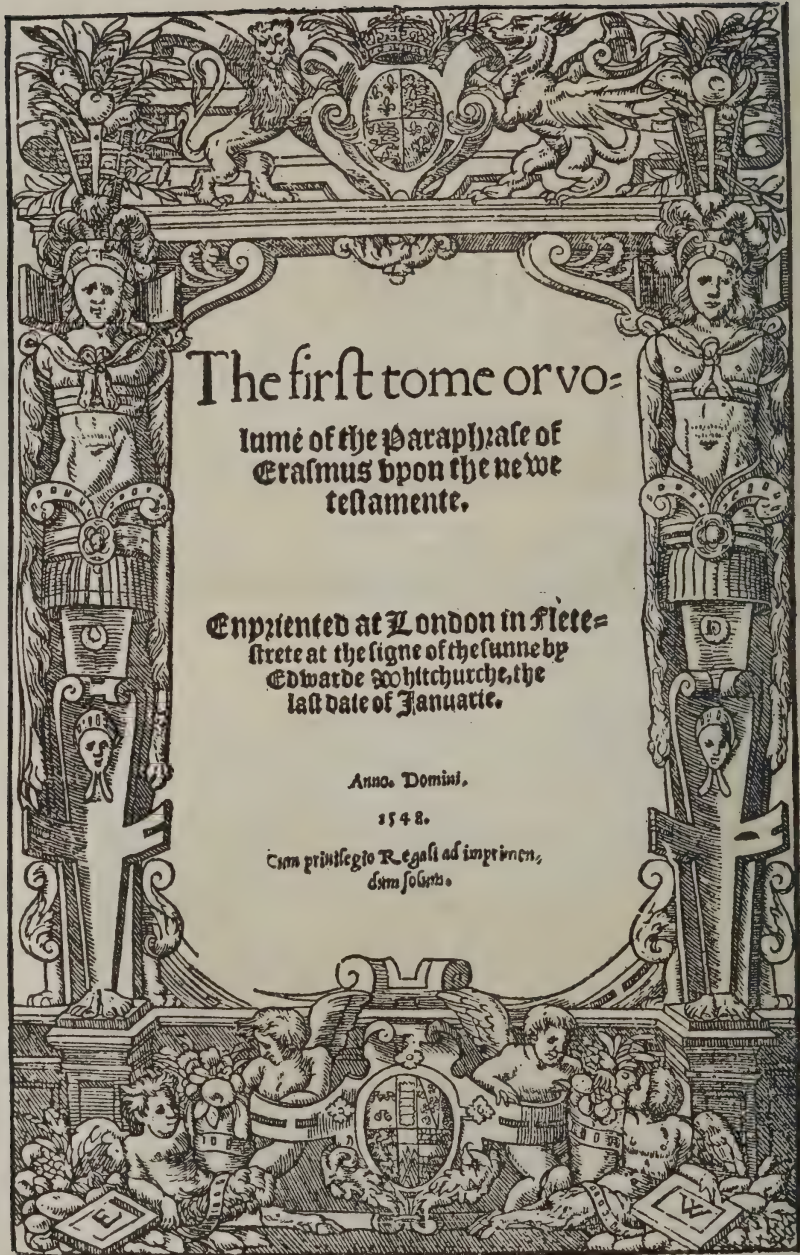 The firſt tome or vo⸗
lume of the Paraphraſe of
Eraſmus vpon the newe
teſtamente.
Enpriented at London in Flete⸗
ſtrete at the ſigne of the ſunne by
Edwarde Whitchurche, the
laſt daie of Januarie.
Anno. Domini.
1548.
Cum priuilegio Regali ad imprimen,
dum ſolum.
E
W